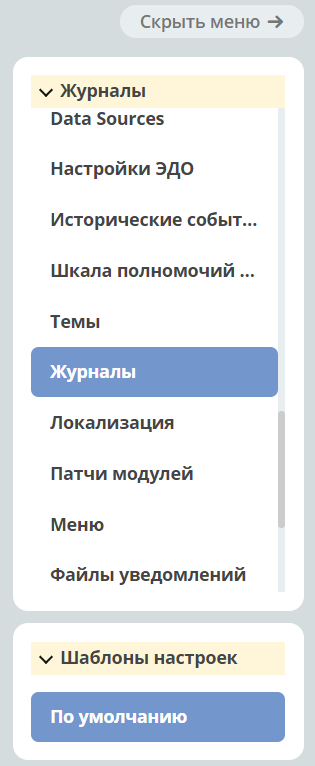 Скрыть меню →
Журналы
Data Sources
Настройки ЭДО
Исторические событ...
Шкала полномочий ...
Темы
Журналы
Локализация
Патчи модулей
Меню
Файлы уведомлений
Шаблоны настроек
По умолчанию